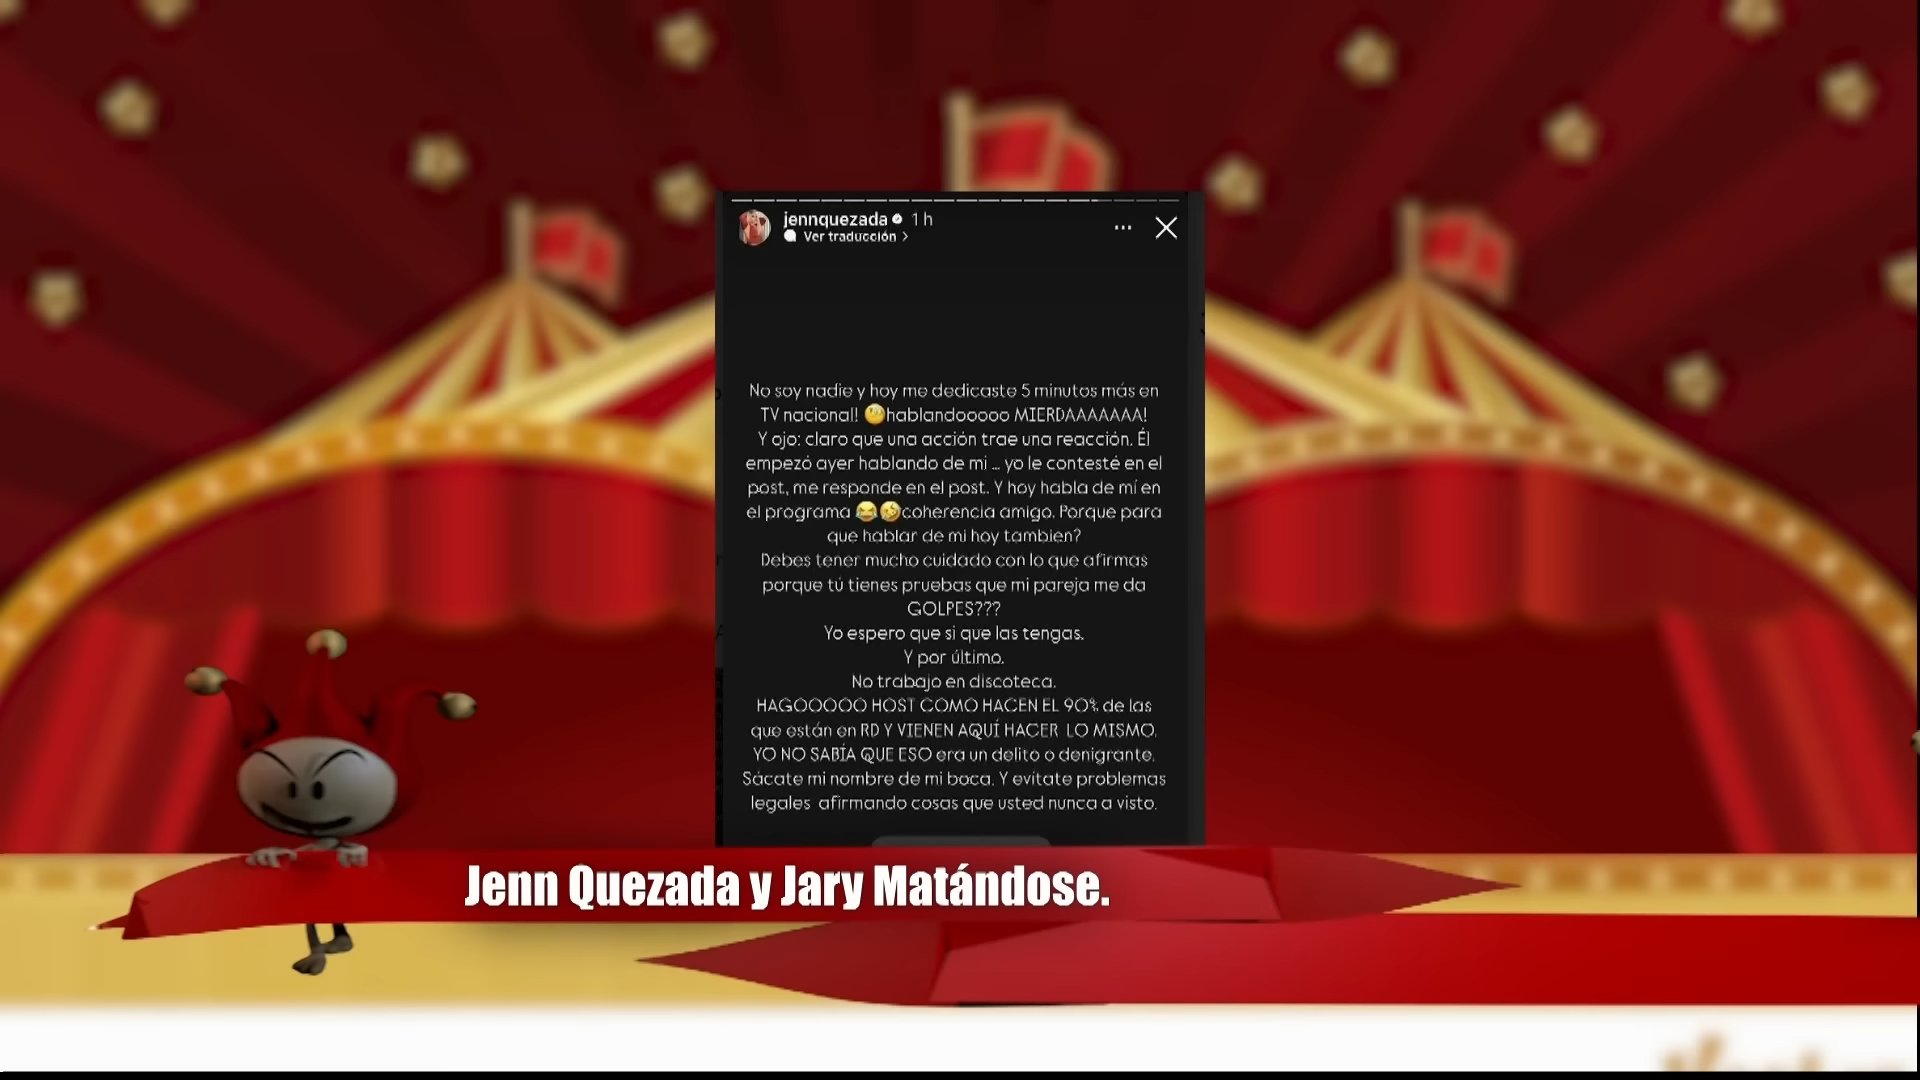 jennquezada 1 h
Ver traducción
No soy nadie y hoy me dedicaste 5 minutos más en
TV nacional! 🤔hablandooooo MIERDAAAAAAA!
Y ojo: claro que una acción trae una reacción. Él
empezó ayer hablando de mi ... yo le contesté en el
post, me responde en el post. Y hoy habla de mí en
el programa 😂🤣coherencia amigo. Porque para
que hablar de mi hoy tambien?
Debes tener mucho cuidado con lo que afirmas
porque tú tienes pruebas que mi pareja me da
GOLPES???
Yo espero que si que las tengas.
Y por último.
No trabajo en discoteca.
HAGOOOOO HOST COMO HACEN EL 90% de las
que están en RD Y VIENEN AQUÍ HACER LO MISMO.
YO NO SABÍA QUE ESO era un delito o denigrante.
Sácate mi nombre de mi boca. Y evítate problemas
legales afirmando cosas que usted nunca a visto.
Jenn Quezada y Jary Matándose.